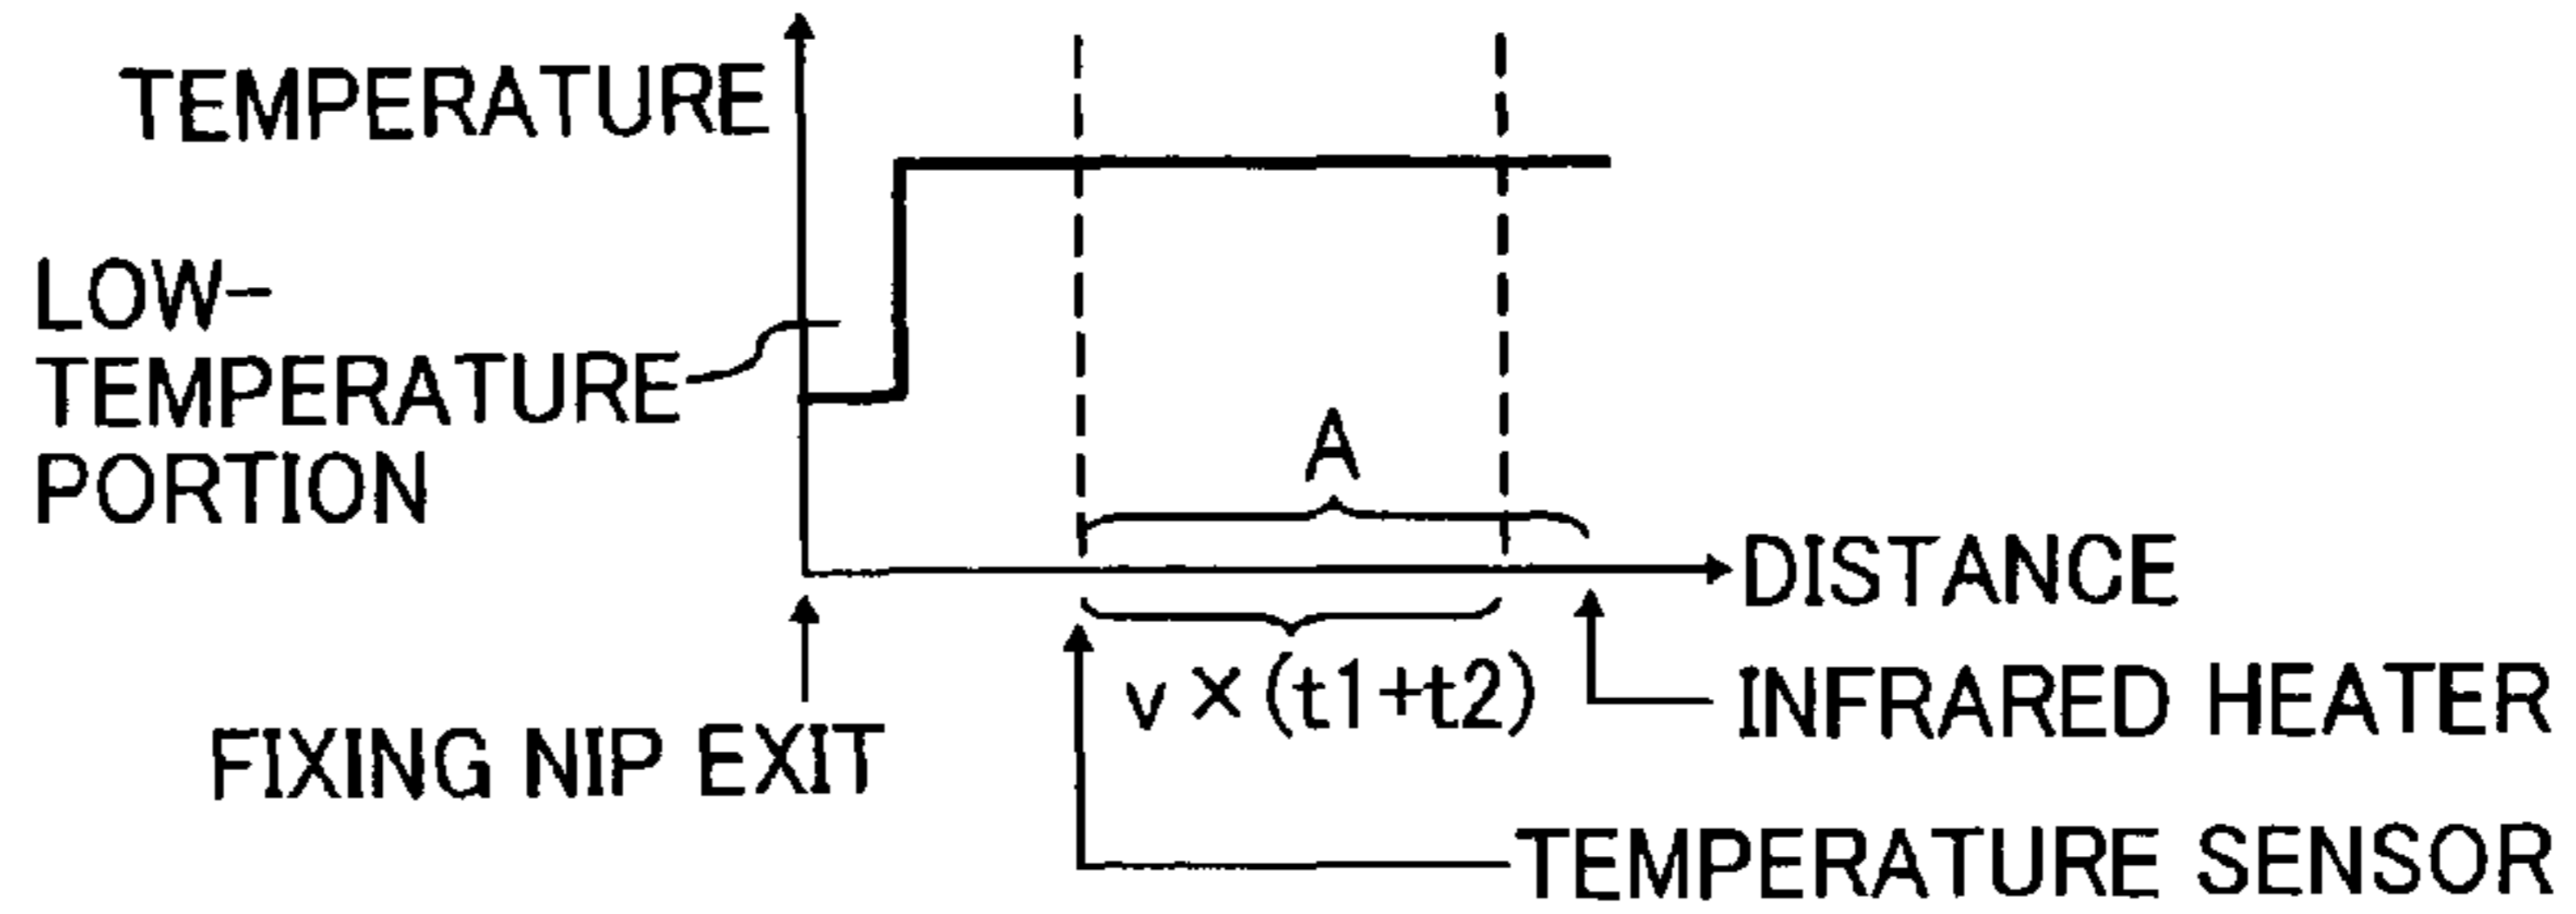 TEMPERATURE
LOW-
TEMPERATURE
PORTION
A
DISTANCE
v×(t1+t2)
INFRARED HEATER
FIXING NIP EXIT
TEMPERATURE SENSOR